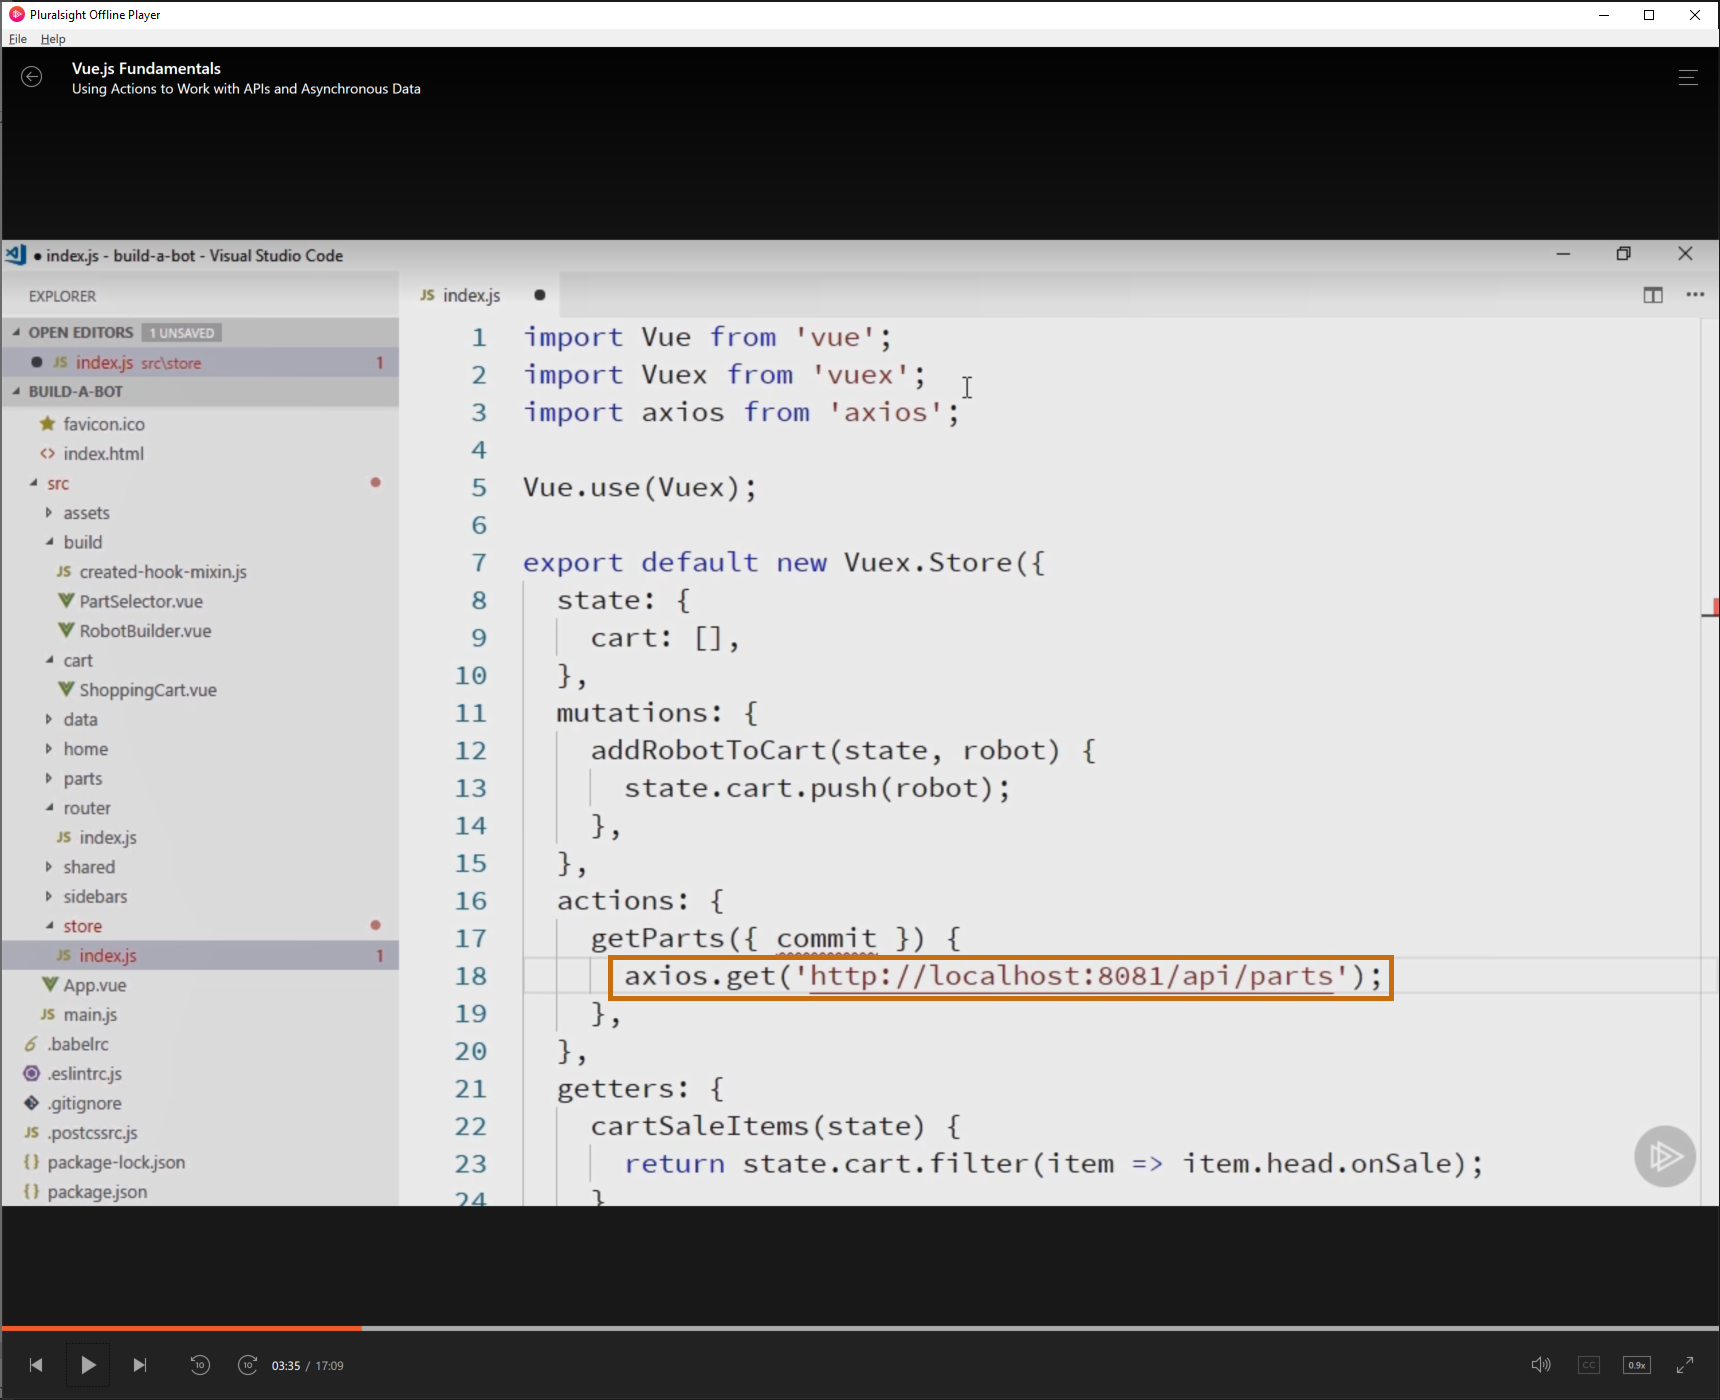 Pluralsight Offline Player
File Help
Vue.js Fundamentals
Using Actions to Work with APIs and Asynchronous Data
● index.js - build-a-bot - Visual Studio Code
EXPLORER
OPEN EDITORS 1 UNSAVED
JS index.js src\store 1
BUILD-A-BOT
favicon.ico
<> index.html
src
assets
build
JS created-hook-mixin.js
PartSelector.vue
RobotBuilder.vue
cart
ShoppingCart.vue
data
home
parts
router
JS index.js
shared
sidebars
store
JS index.js 1
App.vue
JS main.js
.babelrc
.eslintrc.js
.gitignore
JS .postcssrc.js
{} package-lock.json
{} package.json
JS index.js ●
1 import Vue from 'vue';
2 import Vuex from 'vuex';
3 import axios from 'axios';
4
5 Vue.use(Vuex);
6
7 export default new Vuex.Store({
8 state: {
9 cart: [],
10 },
11 mutations: {
12 addRobotToCart(state, robot) {
13 state.cart.push(robot);
14 },
15 },
16 actions: {
17 getParts({ commit }) {
18 axios.get('http://localhost:8081/api/parts');
19 },
20 },
21 getters: {
22 cartSaleItems(state) {
23 return state.cart.filter(item => item.head.onSale);
24 }
10 10 03:35 / 17:09 CC 0.9x